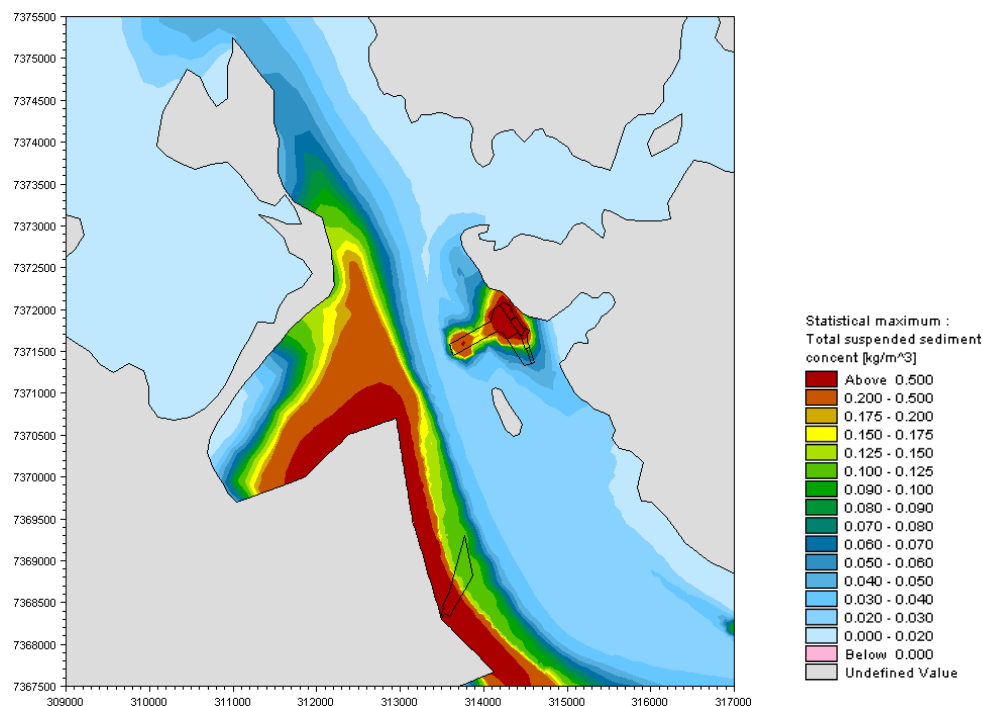 7375500
7375000
7374500
7374000
7373500
7373000
7372500
7372000
7371500
7371000
7370500
7370000
7369500
7369000
7368500
7368000
7367500
309000 310000 311000 312000 313000 314000 315000 316000 317000
Statistical maximum :
Total suspended sediment
concent [kg/m^3]
Above 0.500
0.200 - 0.500
0.175 - 0.200
0.150 - 0.175
0.125 - 0.150
0.100 - 0.125
0.090 - 0.100
0.080 - 0.090
0.070 - 0.080
0.060 - 0.070
0.050 - 0.060
0.040 - 0.050
0.030 - 0.040
0.020 - 0.030
0.000 - 0.020
Below 0.000
Undefined Value